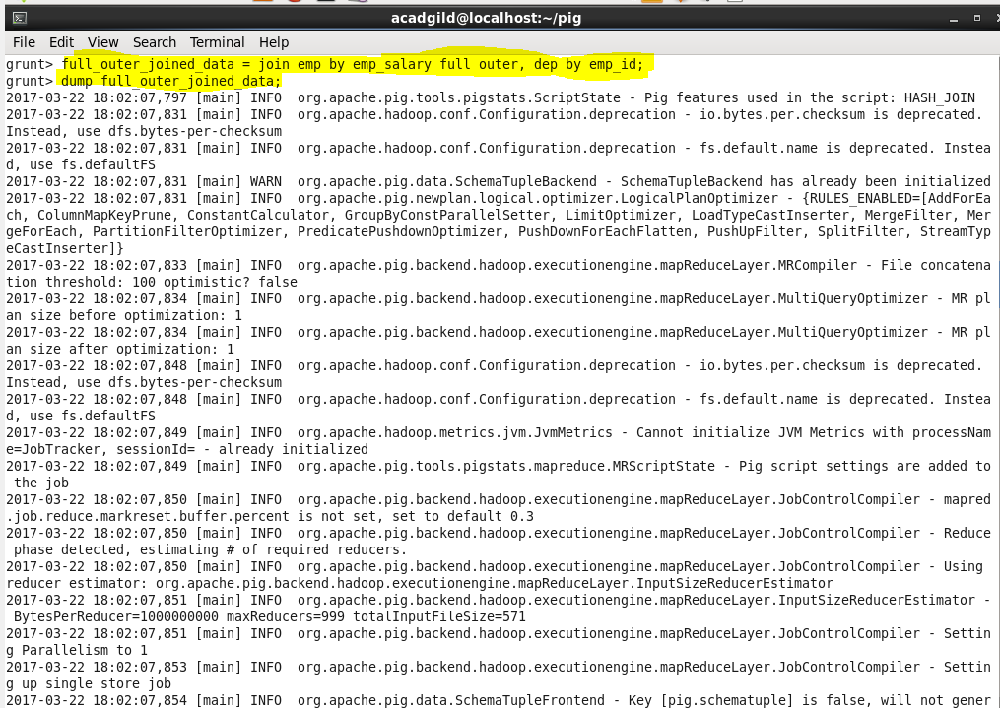 acadgild@localhost:~/pig
File Edit View Search Terminal Help
grunt> full_outer_joined_data = join emp by emp_salary full outer, dep by emp_id;
grunt> dump full_outer_joined_data;
2017-03-22 18:02:07,797 [main] INFO  org.apache.pig.tools.pigstats.ScriptState - Pig features used in the script: HASH_JOIN
2017-03-22 18:02:07,831 [main] INFO  org.apache.hadoop.conf.Configuration.deprecation - io.bytes.per.checksum is deprecated.
Instead, use dfs.bytes-per-checksum
2017-03-22 18:02:07,831 [main] INFO  org.apache.hadoop.conf.Configuration.deprecation - fs.default.name is deprecated. Instea
d, use fs.defaultFS
2017-03-22 18:02:07,831 [main] WARN  org.apache.pig.data.SchemaTupleBackend - SchemaTupleBackend has already been initialized
2017-03-22 18:02:07,831 [main] INFO  org.apache.pig.newplan.logical.optimizer.LogicalPlanOptimizer - {RULES_ENABLED=[AddForEa
ch, ColumnMapKeyPrune, ConstantCalculator, GroupByConstParallelSetter, LimitOptimizer, LoadTypeCastInserter, MergeFilter, Mer
geForEach, PartitionFilterOptimizer, PredicatePushdownOptimizer, PushDownForEachFlatten, PushUpFilter, SplitFilter, StreamTyp
eCastInserter]}
2017-03-22 18:02:07,833 [main] INFO  org.apache.pig.backend.hadoop.executionengine.mapReduceLayer.MRCompiler - File concatena
tion threshold: 100 optimistic? false
2017-03-22 18:02:07,834 [main] INFO  org.apache.pig.backend.hadoop.executionengine.mapReduceLayer.MultiQueryOptimizer - MR pl
an size before optimization: 1
2017-03-22 18:02:07,834 [main] INFO  org.apache.pig.backend.hadoop.executionengine.mapReduceLayer.MultiQueryOptimizer - MR pl
an size after optimization: 1
2017-03-22 18:02:07,848 [main] INFO  org.apache.hadoop.conf.Configuration.deprecation - io.bytes.per.checksum is deprecated.
Instead, use dfs.bytes-per-checksum
2017-03-22 18:02:07,848 [main] INFO  org.apache.hadoop.conf.Configuration.deprecation - fs.default.name is deprecated. Instea
d, use fs.defaultFS
2017-03-22 18:02:07,849 [main] INFO  org.apache.hadoop.metrics.jvm.JvmMetrics - Cannot initialize JVM Metrics with processNam
e=JobTracker, sessionId= - already initialized
2017-03-22 18:02:07,849 [main] INFO  org.apache.pig.tools.pigstats.mapreduce.MRScriptState - Pig script settings are added to
 the job
2017-03-22 18:02:07,850 [main] INFO  org.apache.pig.backend.hadoop.executionengine.mapReduceLayer.JobControlCompiler - mapred
.job.reduce.markreset.buffer.percent is not set, set to default 0.3
2017-03-22 18:02:07,850 [main] INFO  org.apache.pig.backend.hadoop.executionengine.mapReduceLayer.JobControlCompiler - Reduce
 phase detected, estimating # of required reducers.
2017-03-22 18:02:07,850 [main] INFO  org.apache.pig.backend.hadoop.executionengine.mapReduceLayer.JobControlCompiler - Using
reducer estimator: org.apache.pig.backend.hadoop.executionengine.mapReduceLayer.InputSizeReducerEstimator
2017-03-22 18:02:07,851 [main] INFO  org.apache.pig.backend.hadoop.executionengine.mapReduceLayer.InputSizeReducerEstimator -
 BytesPerReducer=1000000000 maxReducers=999 totalInputFileSize=571
2017-03-22 18:02:07,851 [main] INFO  org.apache.pig.backend.hadoop.executionengine.mapReduceLayer.JobControlCompiler - Settin
g Parallelism to 1
2017-03-22 18:02:07,853 [main] INFO  org.apache.pig.backend.hadoop.executionengine.mapReduceLayer.JobControlCompiler - Settin
g up single store job
2017-03-22 18:02:07,854 [main] INFO  org.apache.pig.data.SchemaTupleFrontend - Key [pig.schematuple] is false, will not gener